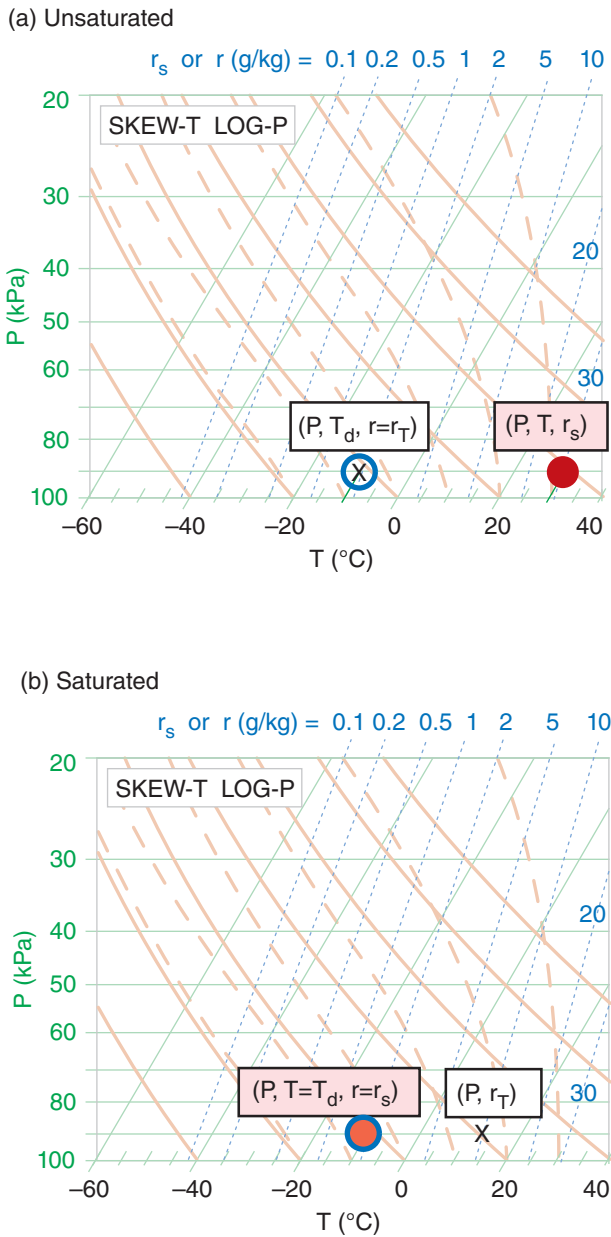 (a) Unsaturated
r_s or r (g/kg) = 0.1 0.2 0.5 1 2 5 10
20
SKEW-T LOG-P
30
20
40
P (kPa)
50
60
30
(P, T_d, r=r_T) (P, T, r_s)
80
X
100
–60 –40 –20 0 20 40
T (°C)
(b) Saturated
r_s or r (g/kg) = 0.1 0.2 0.5 1 2 5 10
20
SKEW-T LOG-P
30
20
40
P (kPa)
50
60
(P, T=T_d, r=r_s) (P, r_T) 30
80
X
100
–60 –40 –20 0 20 40
T (°C)